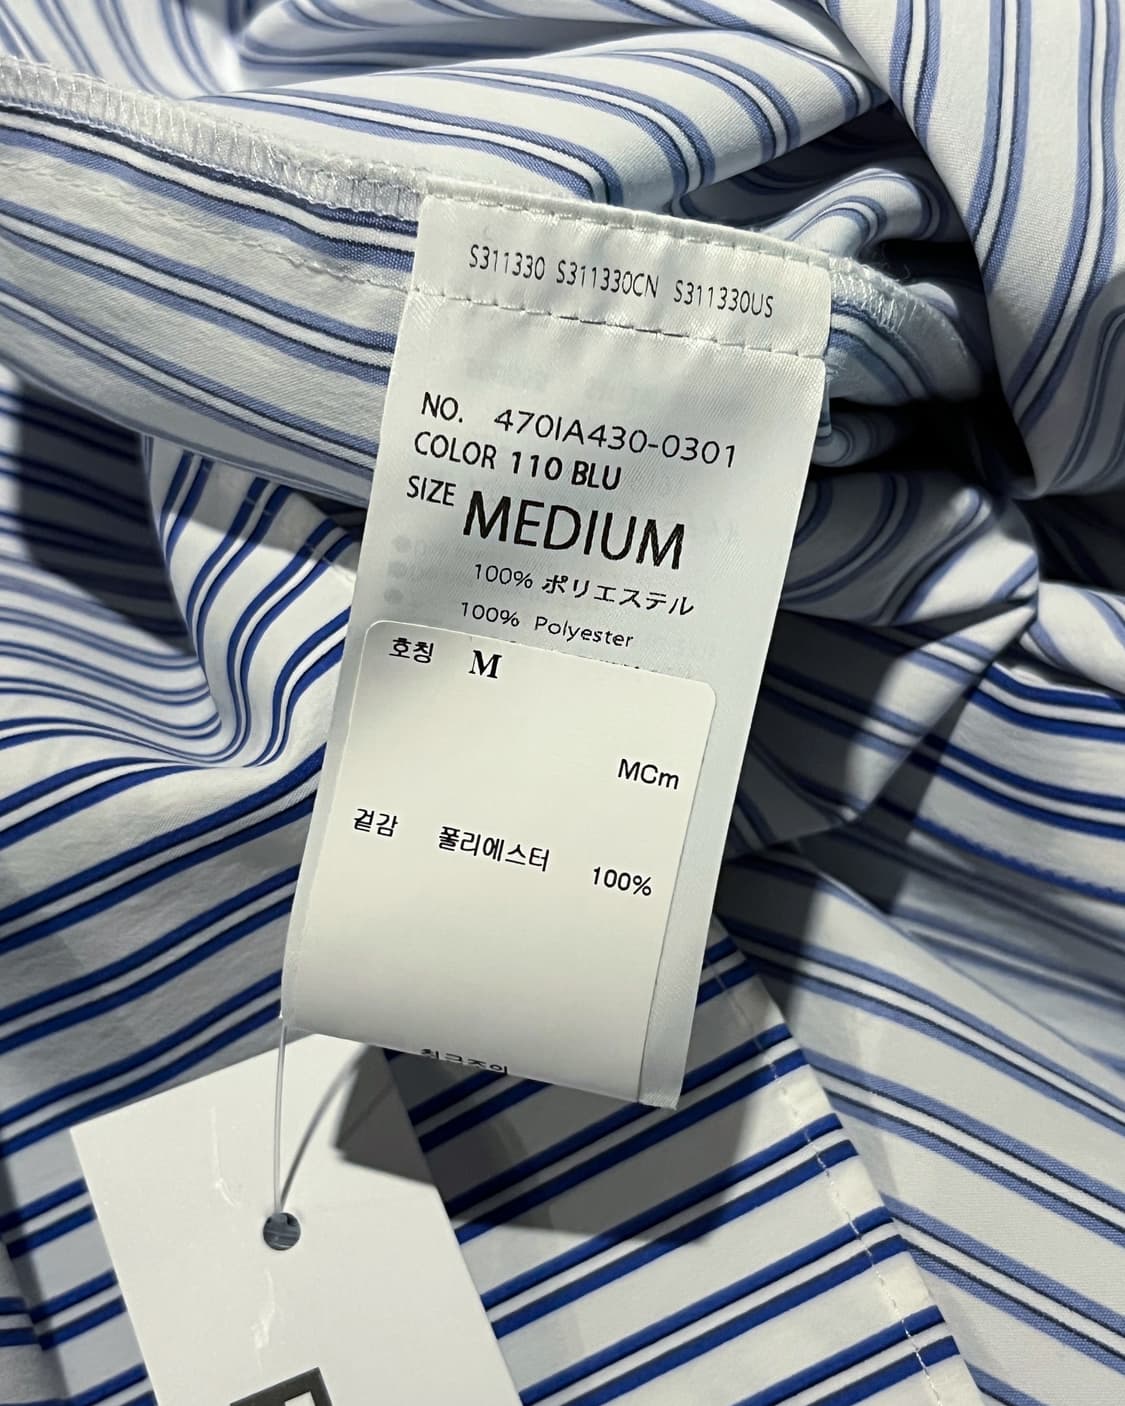 S311330 S311330CN S311330US
NO. 470IA430-0301
COLOR 110 BLU
SIZE MEDIUM
100% ポリエステル
100% Polyester
호칭 M
MCm
겉감 폴리에스터 100%